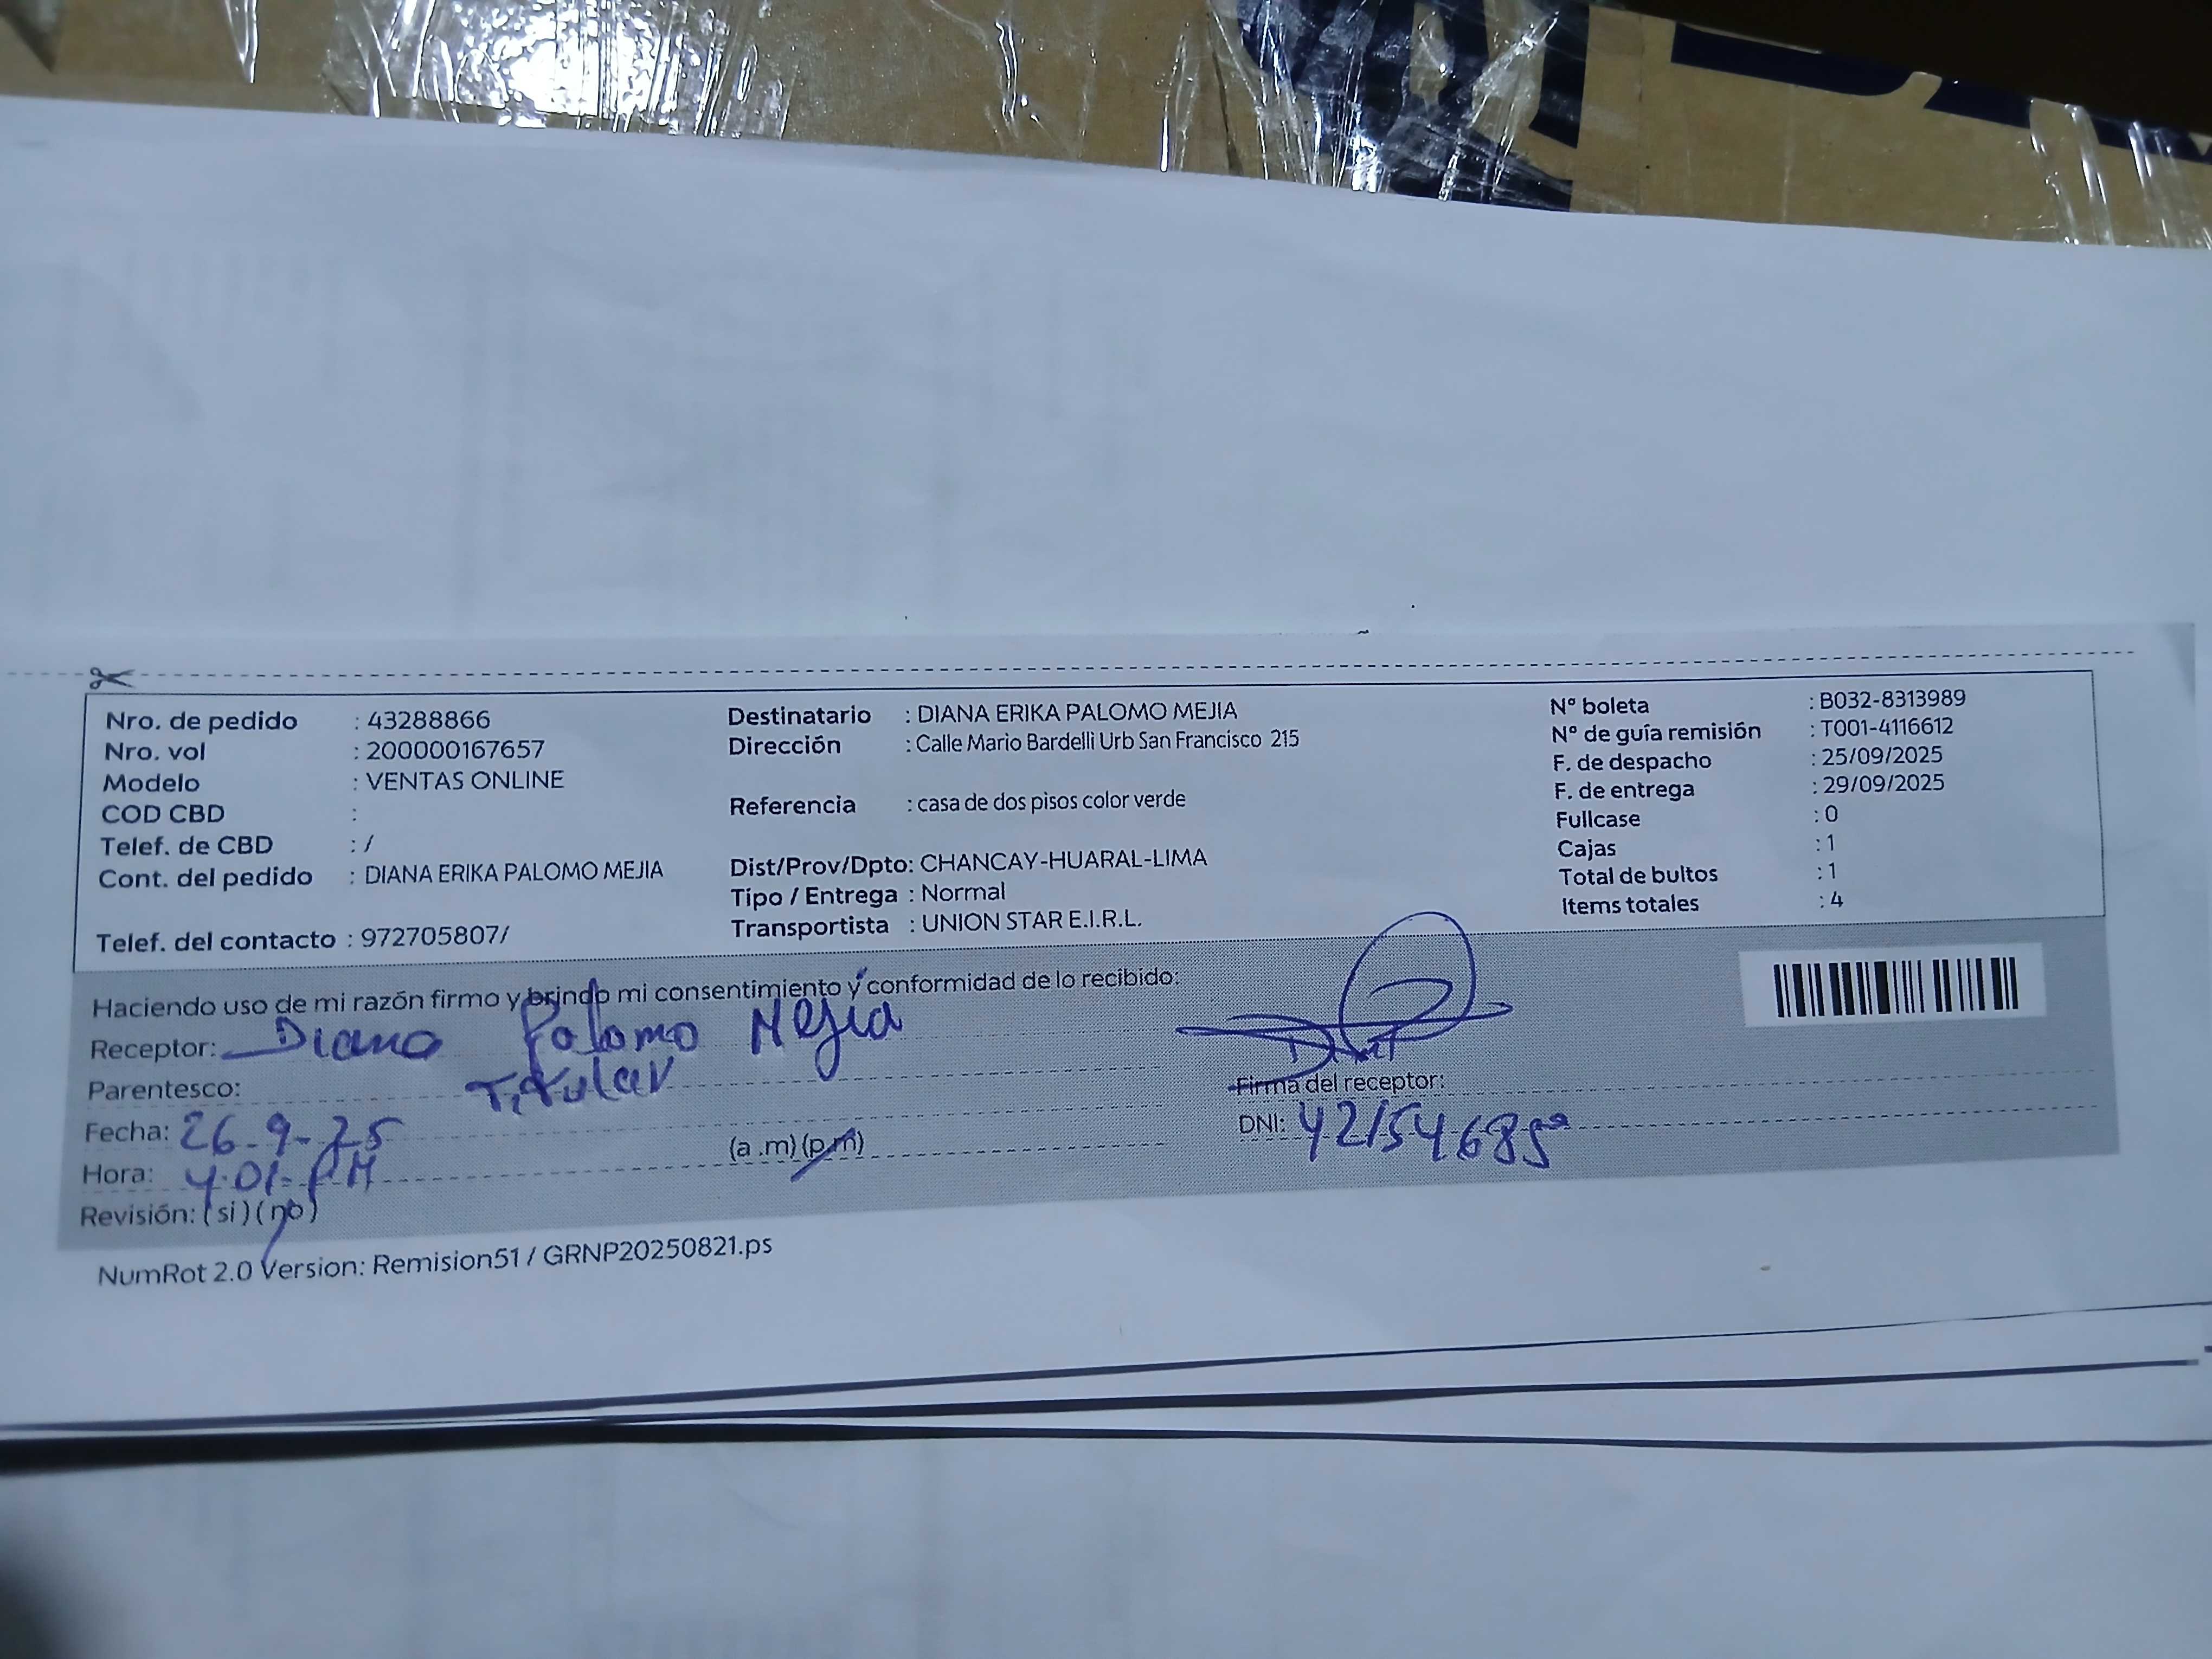 Nro. de pedido : 43288866
Nro. vol : 200000167657
Modelo : VENTAS ONLINE
COD CBD :
Telef. de CBD : /
Cont. del pedido : DIANA ERIKA PALOMO MEJIA
Telef. del contacto : 972705807/
Destinatario : DIANA ERIKA PALOMO MEJIA
Dirección : Calle Mario Bardelli Urb San Francisco 215
Referencia : casa de dos pisos color verde
Dist/Prov/Dpto: CHANCAY-HUARAL-LIMA
Tipo / Entrega : Normal
Transportista : UNION STAR E.I.R.L.
Nº boleta : B032-8313989
Nº de guía remisión : T001-4116612
F. de despacho : 25/09/2025
F. de entrega : 29/09/2025
Fullcase : 0
Cajas : 1
Total de bultos : 1
Items totales : 4
Haciendo uso de mi razón firmo y brindo mi consentimiento y conformidad de lo recibido:
Receptor: Diana Palomo Mejia
Parentesco: Titular
Fecha: 26-9-25
Hora: 4:01 PM (a .m) (p.m)
Revisión: (si) (no)
Firma del receptor:
DNI:
NumRot 2.0 Version: Remision51 / GRNP20250821.ps